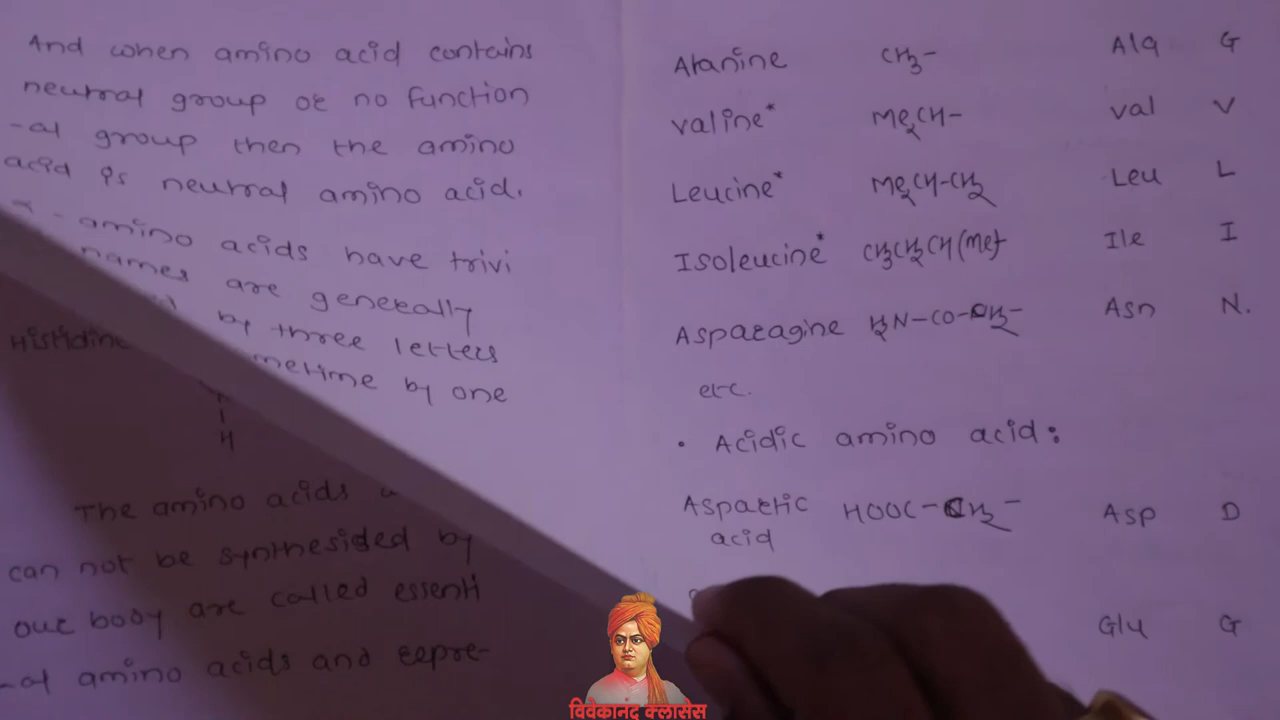 And when amino acid contains
neutral group or no function
-al group then the amino
acid is neutral amino acid.
- amino acids have trivi
names are generally
by three letters
by one
Histidine
H
The amino acids
can not be synthesided by
our body are called essenti
-al amino acids and repre-
Alanine CH3- Ala G
valine* Me2CH- val V
Leucine* Me2CH-CH2 Leu L
Isoleucine* CH3CH2CH(Me)- Ile I
Asparagine H2N-CO-CH2- Asn N.
etc.
• Acidic amino acid:
Aspartic HOOC-CH2- Asp D
acid
Glu G
विवेकानंद क्लासेस